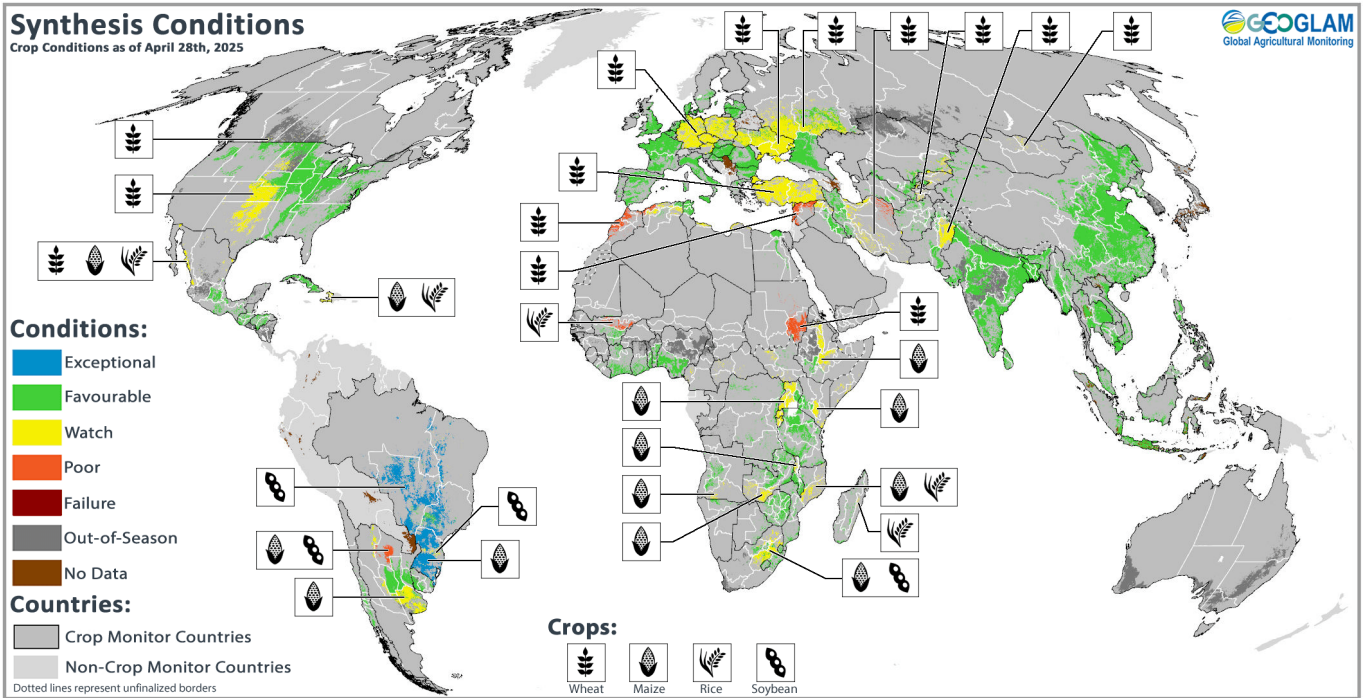 Synthesis Conditions
Crop Conditions as of April 28th, 2025
GEOGLAM
Global Agricultural Monitoring
Conditions:
Exceptional
Favourable
Watch
Poor
Failure
Out-of-Season
No Data
Countries:
Crop Monitor Countries
Non-Crop Monitor Countries
Dotted lines represent unfinalized borders
Crops:
Wheat
Maize
Rice
Soybean